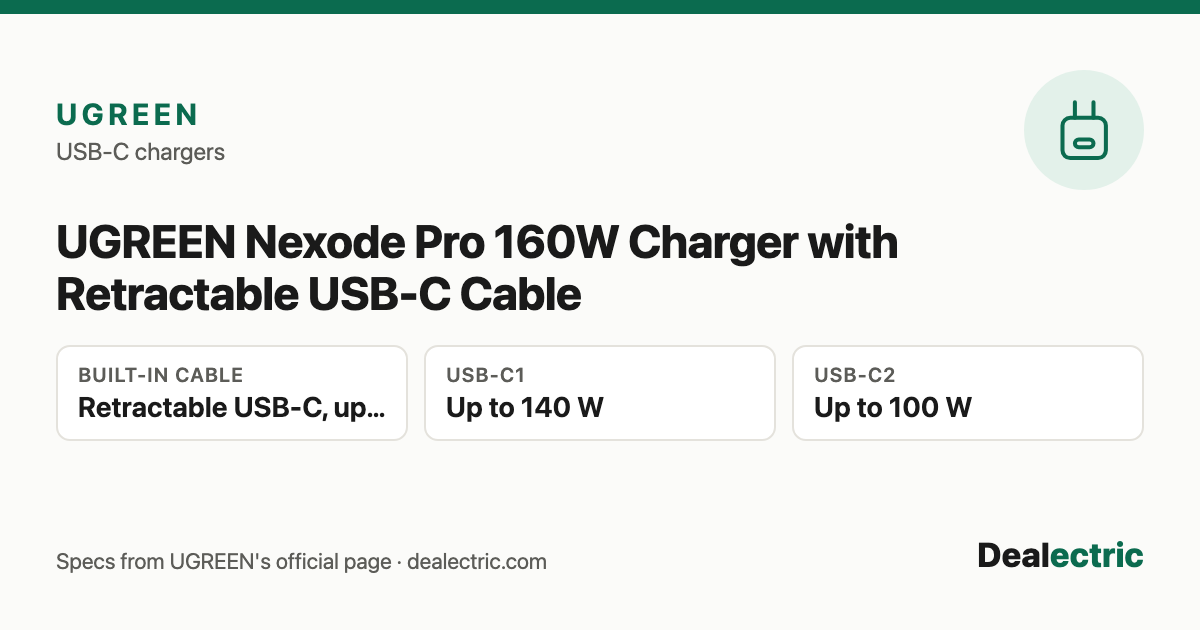 UGREEN
USB-C chargers
UGREEN Nexode Pro 160W Charger with
Retractable USB-C Cable
BUILT-IN CABLE
Retractable USB-C, up…
USB-C1
Up to 140 W
USB-C2
Up to 100 W
Specs from UGREEN's official page · dealectric.com
Dealectric